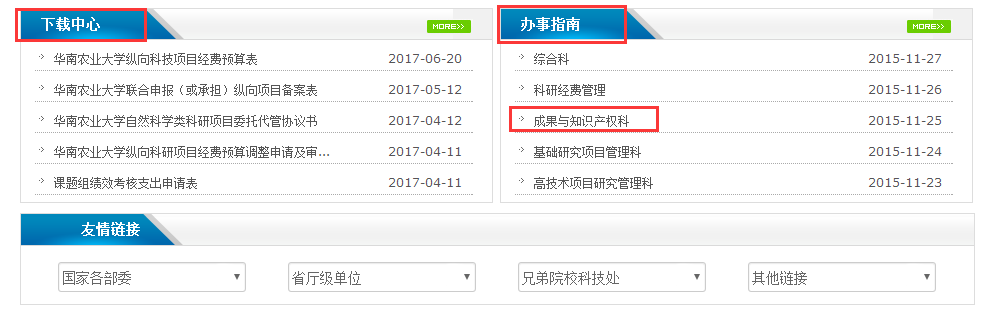 下载中心
MORE>>
华南农业大学纵向科技项目经费预算表 2017-06-20
华南农业大学联合申报（或承担）纵向项目备案表 2017-05-12
华南农业大学自然科学类科研项目委托代管协议书 2017-04-12
华南农业大学纵向科研项目经费预算调整申请及审... 2017-04-11
课题组绩效考核支出申请表 2017-04-11
办事指南
MORE>>
综合科 2015-11-27
科研经费管理 2015-11-26
成果与知识产权科 2015-11-25
基础研究项目管理科 2015-11-24
高技术项目研究管理科 2015-11-23
友情链接
国家各部委
省厅级单位
兄弟院校科技处
其他链接